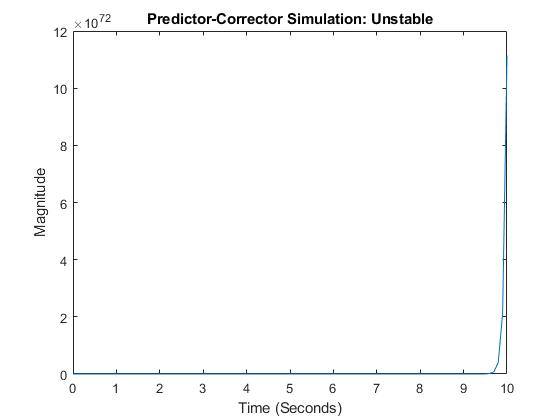 Predictor-Corrector Simulation: Unstable
×10^72
12
10
8
6
4
2
0
Magnitude
0 1 2 3 4 5 6 7 8 9 10
Time (Seconds)